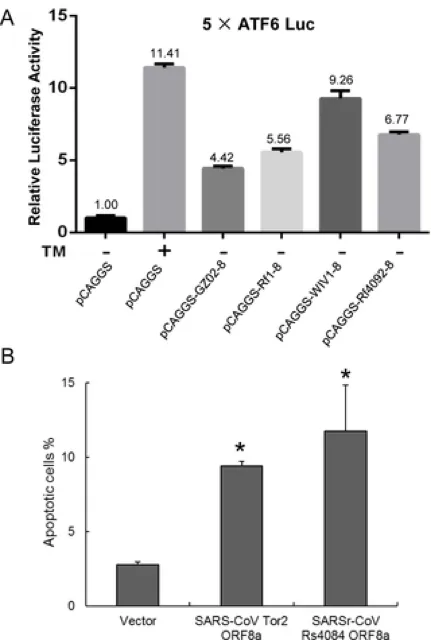 A
5 × ATF6 Luc
Relative Luciferase Activity
15
10
5
0
1.00
11.41
4.42
5.56
9.26
6.77
TM - + - - - -
pCAGGS
pCAGGS
pCAGGS-GZ02-8
pCAGGS-Rf1-8
pCAGGS-WIV1-8
pCAGGS-Rf4092-8
B
Apoptotic cells %
15
10
5
0
*
*
Vector
SARS-CoV Tor2
ORF8a
SARSr-CoV
Rs4084 ORF8a